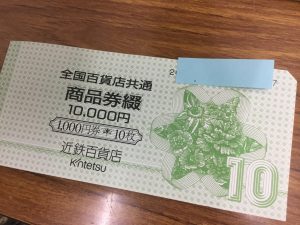 全国百貨店共通
商品券綴
10,000円
1,000円券 10枚
近鉄百貨店
Kintetsu
10